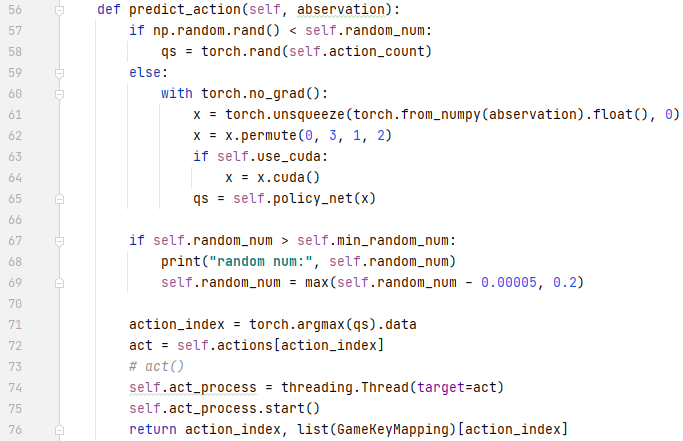 56 def predict_action(self, abservation):
57 if np.random.rand() < self.random_num:
58 qs = torch.rand(self.action_count)
59 else:
60 with torch.no_grad():
61 x = torch.unsqueeze(torch.from_numpy(abservation).float(), 0)
62 x = x.permute(0, 3, 1, 2)
63 if self.use_cuda:
64 x = x.cuda()
65 qs = self.policy_net(x)
66
67 if self.random_num > self.min_random_num:
68 print("random num:", self.random_num)
69 self.random_num = max(self.random_num - 0.00005, 0.2)
70
71 action_index = torch.argmax(qs).data
72 act = self.actions[action_index]
73 # act()
74 self.act_process = threading.Thread(target=act)
75 self.act_process.start()
76 return action_index, list(GameKeyMapping)[action_index]